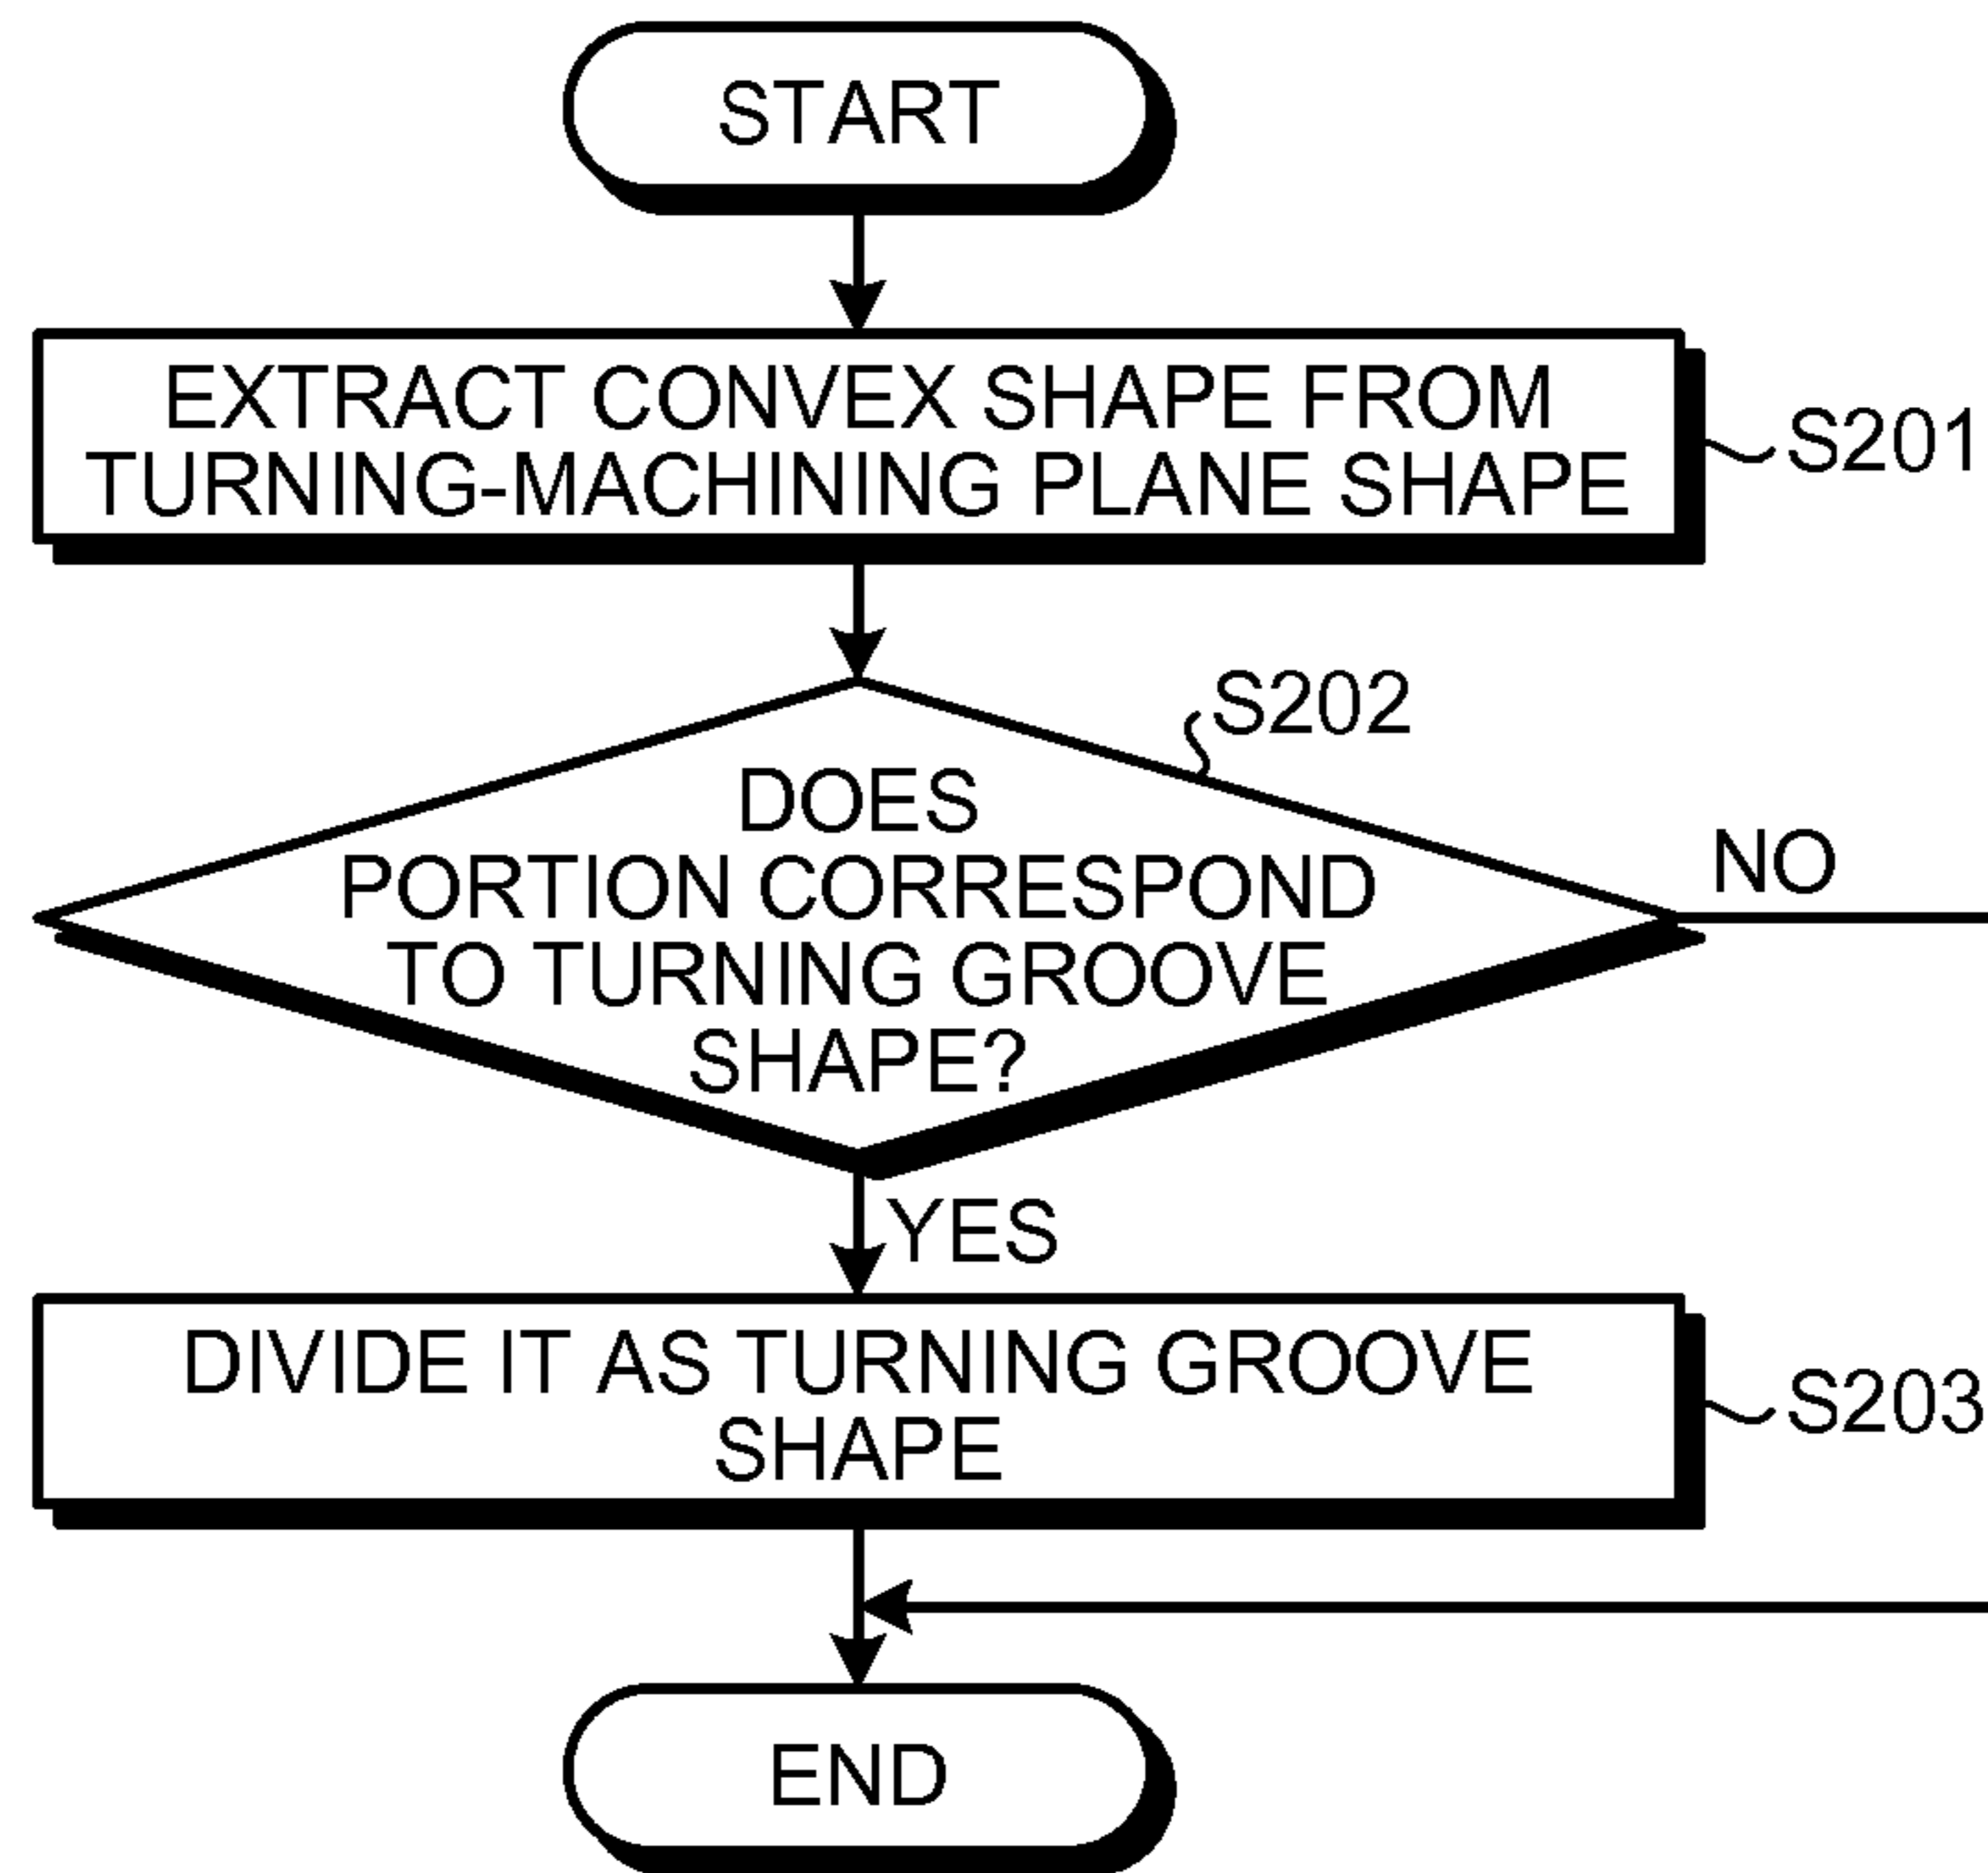 START
EXTRACT CONVEX SHAPE FROM
TURNING-MACHINING PLANE SHAPE
S201
S202
DOES
PORTION CORRESPOND
TO TURNING GROOVE
SHAPE?
NO
YES
DIVIDE IT AS TURNING GROOVE
SHAPE
S203
END